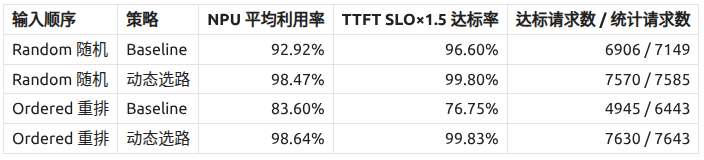 输入顺序 策略 NPU 平均利用率 TTFT SLO×1.5 达标率 达标请求数 / 统计请求数
Random 随机 Baseline 92.92% 96.60% 6906 / 7149
Random 随机 动态选路 98.47% 99.80% 7570 / 7585
Ordered 重排 Baseline 83.60% 76.75% 4945 / 6443
Ordered 重排 动态选路 98.64% 99.83% 7630 / 7643